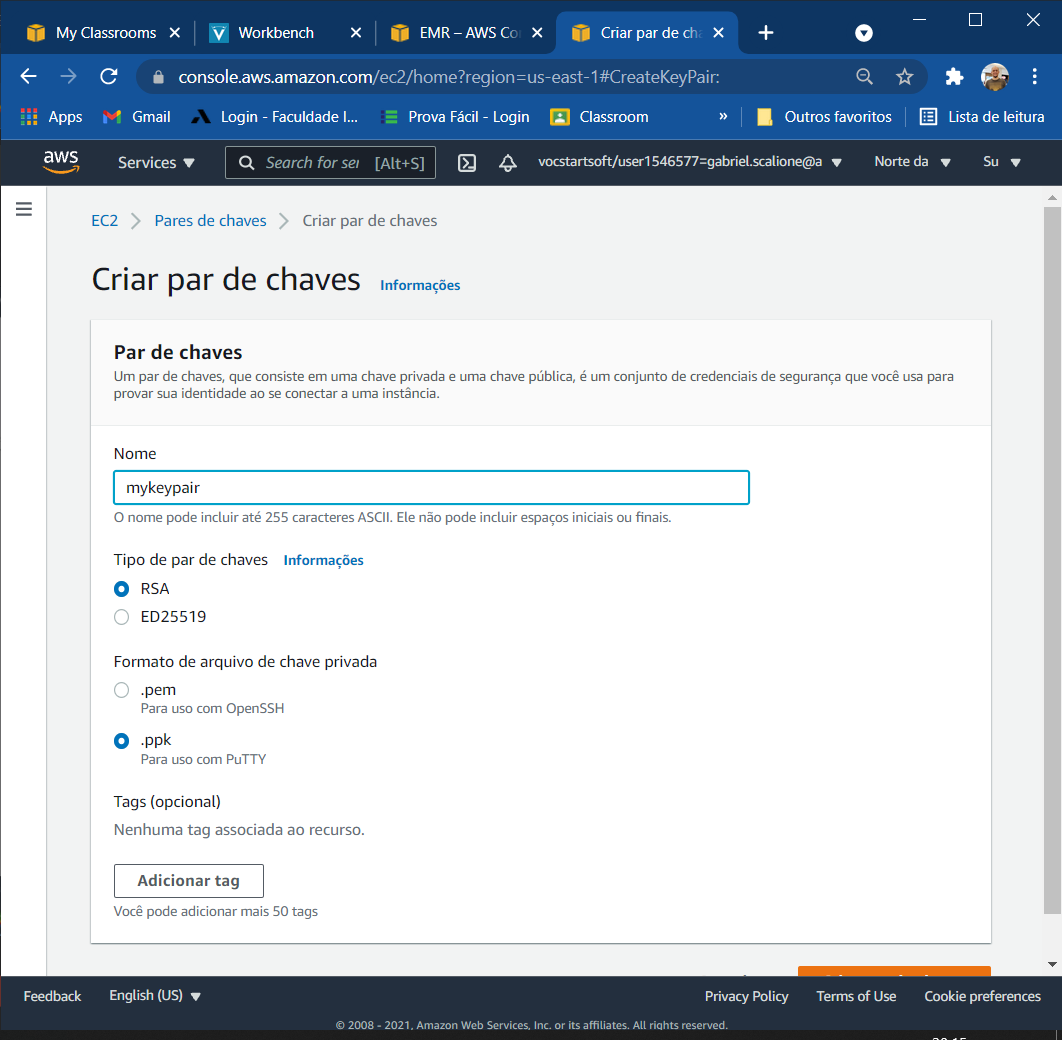 My Classrooms
Workbench
EMR – AWS Co
Criar par de cha
console.aws.amazon.com/ec2/home?region=us-east-1#CreateKeyPair:
Apps
Gmail
Login - Faculdade I...
Prova Fácil - Login
Classroom
»
Outros favoritos
Lista de leitura
aws
Services
Search for ser
[Alt+S]
vocstartsoft/user1546577=gabriel.scalione@a
Norte da
Su
EC2
Pares de chaves
Criar par de chaves
Criar par de chaves
Informações
Par de chaves
Um par de chaves, que consiste em uma chave privada e uma chave pública, é um conjunto de credenciais de segurança que você usa para
provar sua identidade ao se conectar a uma instância.
Nome
mykeypair
O nome pode incluir até 255 caracteres ASCII. Ele não pode incluir espaços iniciais ou finais.
Tipo de par de chaves
Informações
RSA
ED25519
Formato de arquivo de chave privada
.pem
Para uso com OpenSSH
.ppk
Para uso com PuTTY
Tags (opcional)
Nenhuma tag associada ao recurso.
Adicionar tag
Você pode adicionar mais 50 tags
Feedback
English (US)
Privacy Policy
Terms of Use
Cookie preferences
© 2008 - 2021, Amazon Web Services, Inc. or its affiliates. All rights reserved.